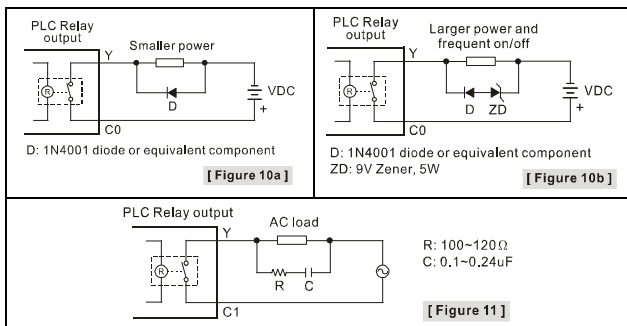 PLC Relay
output
Y
Smaller power
R
D
VDC
+
C0
D: 1N4001 diode or equivalent component
[ Figure 10a ]
PLC Relay
output
Y
Larger power and
frequent on/off
R
D ZD
VDC
+
C0
D: 1N4001 diode or equivalent component
ZD: 9V Zener, 5W
[ Figure 10b ]
PLC Relay output
Y
AC load
R
R C
C1
R: 100~120Ω
C: 0.1~0.24uF
[ Figure 11 ]